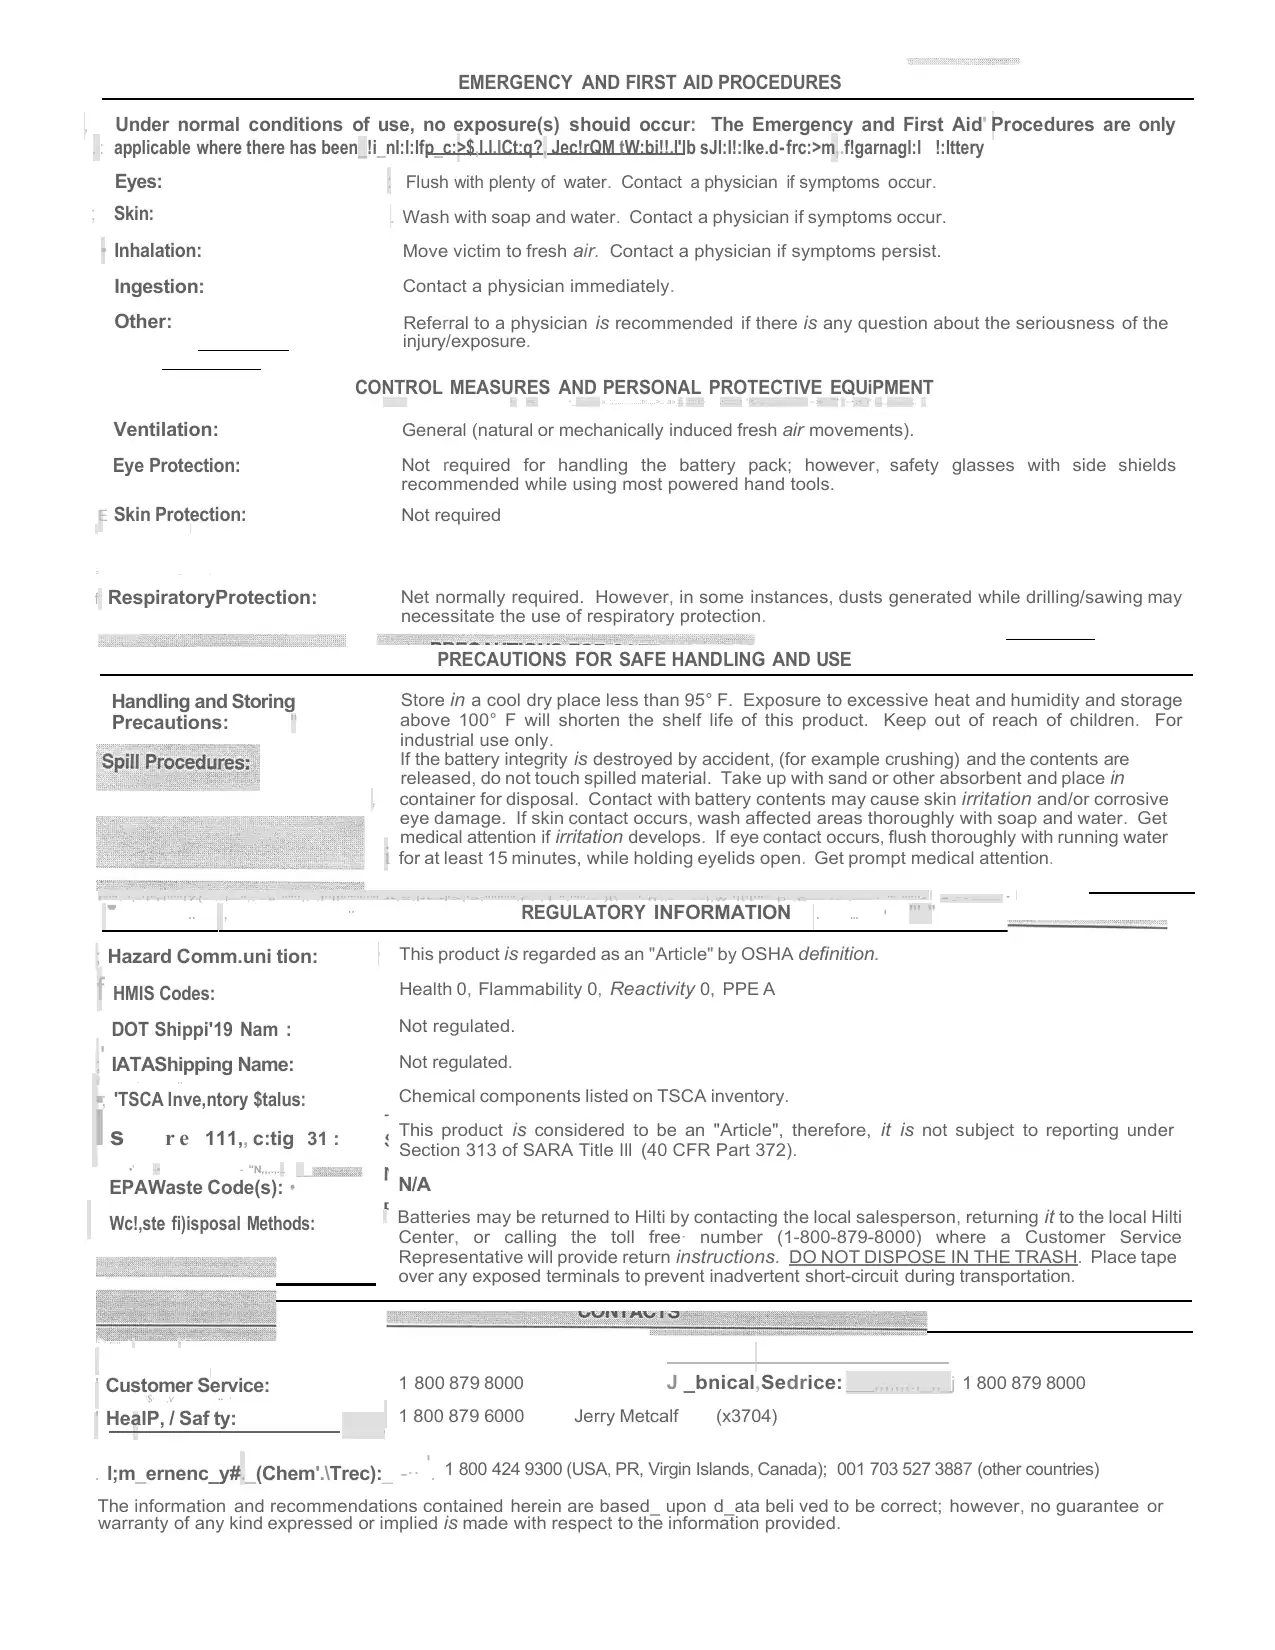 EMERGENCY AND FIRST AID PROCEDURES
Under normal conditions of use, no exposure(s) shouid occur: The Emergency and First Aid' Procedures are only
applicable where there has been
Eyes: Flush with plenty of water. Contact a physician if symptoms occur.
Skin: Wash with soap and water. Contact a physician if symptoms occur.
Inhalation: Move victim to fresh air. Contact a physician if symptoms persist.
Ingestion: Contact a physician immediately.
Other: Referral to a physician is recommended if there is any question about the seriousness of the
injury/exposure.
CONTROL MEASURES AND PERSONAL PROTECTIVE EQUiPMENT
Ventilation: General (natural or mechanically induced fresh air movements).
Eye Protection: Not required for handling the battery pack; however, safety glasses with side shields
recommended while using most powered hand tools.
Skin Protection: Not required
RespiratoryProtection: Net normally required. However, in some instances, dusts generated while drilling/sawing may
necessitate the use of respiratory protection.
PRECAUTIONS FOR SAFE HANDLING AND USE
Handling and Storing Store in a cool dry place less than 95° F. Exposure to excessive heat and humidity and storage
Precautions: above 100° F will shorten the shelf life of this product. Keep out of reach of children. For
industrial use only.
Spill Procedures: If the battery integrity is destroyed by accident, (for example crushing) and the contents are
released, do not touch spilled material. Take up with sand or other absorbent and place in
container for disposal. Contact with battery contents may cause skin irritation and/or corrosive
eye damage. If skin contact occurs, wash affected areas thoroughly with soap and water. Get
medical attention if irritation develops. If eye contact occurs, flush thoroughly with running water
for at least 15 minutes, while holding eyelids open. Get prompt medical attention.
REGULATORY INFORMATION
Hazard Comm.uni tion: This product is regarded as an "Article" by OSHA definition.
HMIS Codes: Health 0, Flammability 0, Reactivity 0, PPE A
DOT Shippi'19 Nam : Not regulated.
IATAShipping Name: Not regulated.
'TSCA Inve,ntory $talus: Chemical components listed on TSCA inventory.
s r e 111,, c:tig 31 : This product is considered to be an "Article", therefore, it is not subject to reporting under
Section 313 of SARA Title III (40 CFR Part 372).
EPAWaste Code(s): N/A
Wc!,ste fi)isposal Methods: Batteries may be returned to Hilti by contacting the local salesperson, returning it to the local Hilti
Center, or calling the toll free number (1-800-879-8000) where a Customer Service
Representative will provide return instructions. DO NOT DISPOSE IN THE TRASH. Place tape
over any exposed terminals to prevent inadvertent short-circuit during transportation.
CONTACTS
Customer Service: 1 800 879 8000 J _bnical,Sedrice: 1 800 879 8000
HealP, / Saf ty: 1 800 879 6000 Jerry Metcalf (x3704)
l;m_ernenc_y#._(Chem'.\Trec):_ 1 800 424 9300 (USA, PR, Virgin Islands, Canada); 001 703 527 3887 (other countries)
The information and recommendations contained herein are based_ upon d_ata beli ved to be correct; however, no guarantee or
warranty of any kind expressed or implied is made with respect to the information provided.